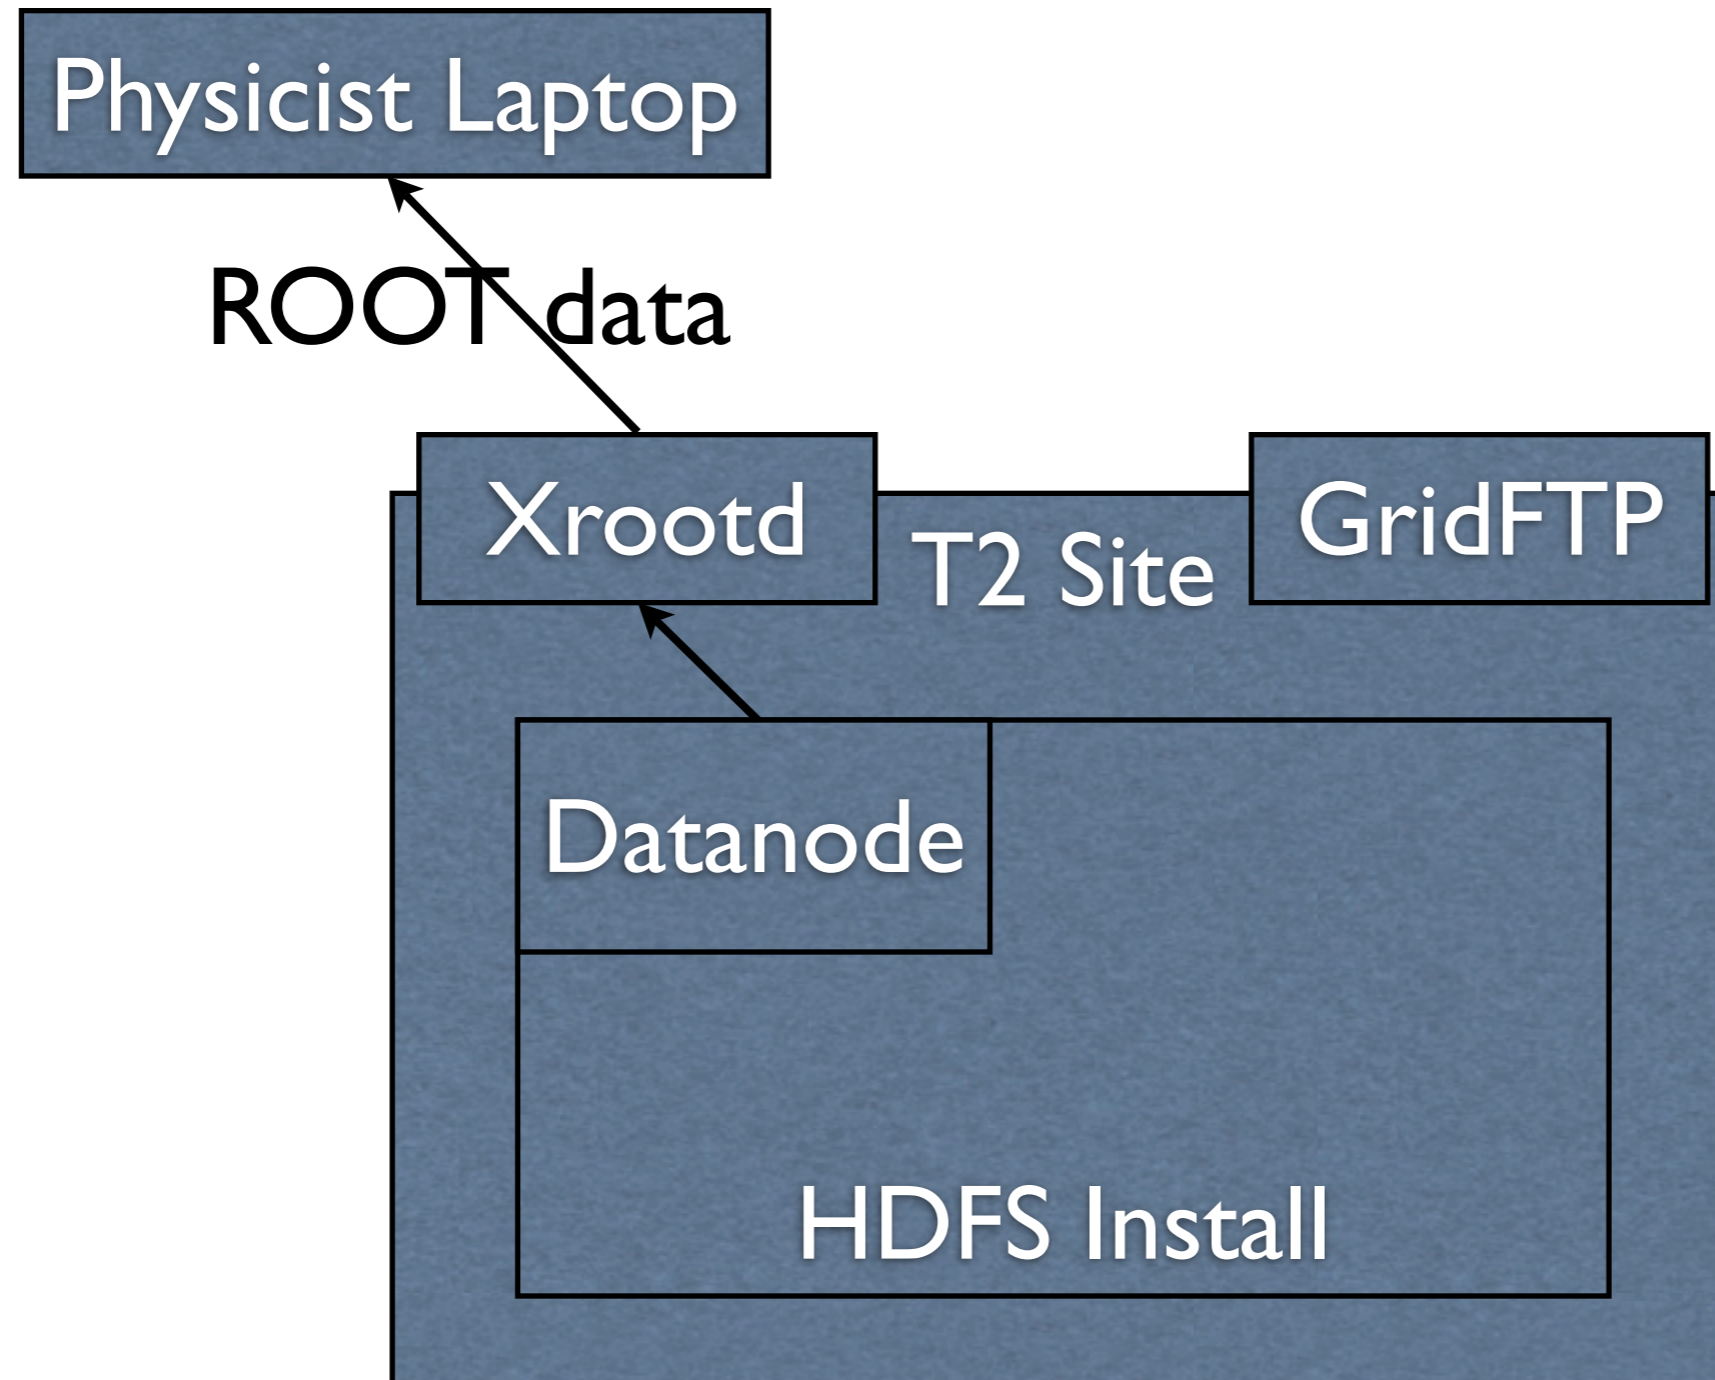 Physicist Laptop
ROOT data
Xrootd
T2 Site
GridFTP
Datanode
HDFS Install